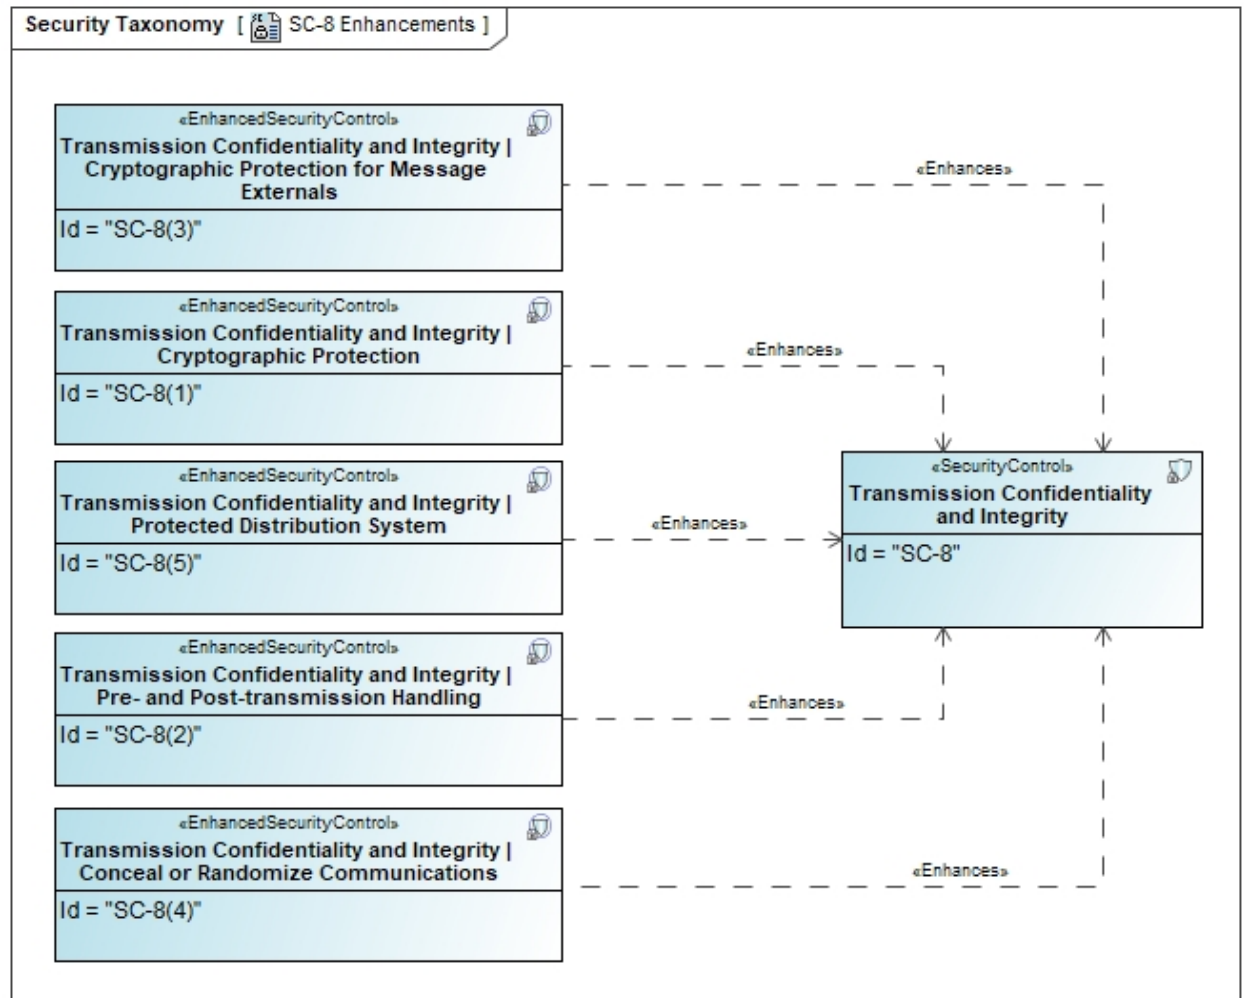 Security Taxonomy [ SC-8 Enhancements ]
«EnhancedSecurityControl»
Transmission Confidentiality and Integrity |
Cryptographic Protection for Message
Externals
Id = "SC-8(3)"
«Enhances»
«EnhancedSecurityControl»
Transmission Confidentiality and Integrity |
Cryptographic Protection
Id = "SC-8(1)"
«Enhances»
«EnhancedSecurityControl»
Transmission Confidentiality and Integrity |
Protected Distribution System
Id = "SC-8(5)"
«Enhances»
«SecurityControl»
Transmission Confidentiality
and Integrity
Id = "SC-8"
«EnhancedSecurityControl»
Transmission Confidentiality and Integrity |
Pre- and Post-transmission Handling
Id = "SC-8(2)"
«Enhances»
«EnhancedSecurityControl»
Transmission Confidentiality and Integrity |
Conceal or Randomize Communications
Id = "SC-8(4)"
«Enhances»